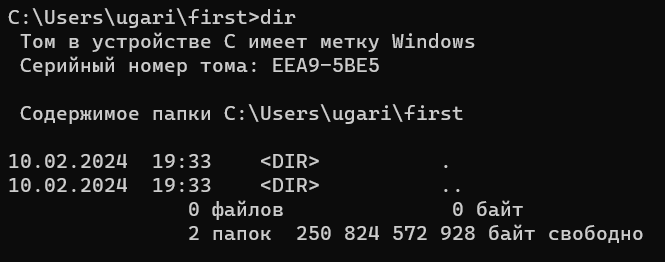 C:\Users\ugari\first>dir
Том в устройстве C имеет метку Windows
Серийный номер тома: EEA9-5BE5
Содержимое папки C:\Users\ugari\first
10.02.2024  19:33    <DIR>          .
10.02.2024  19:33    <DIR>          ..
0 файлов              0 байт
2 папок  250 824 572 928 байт свободно